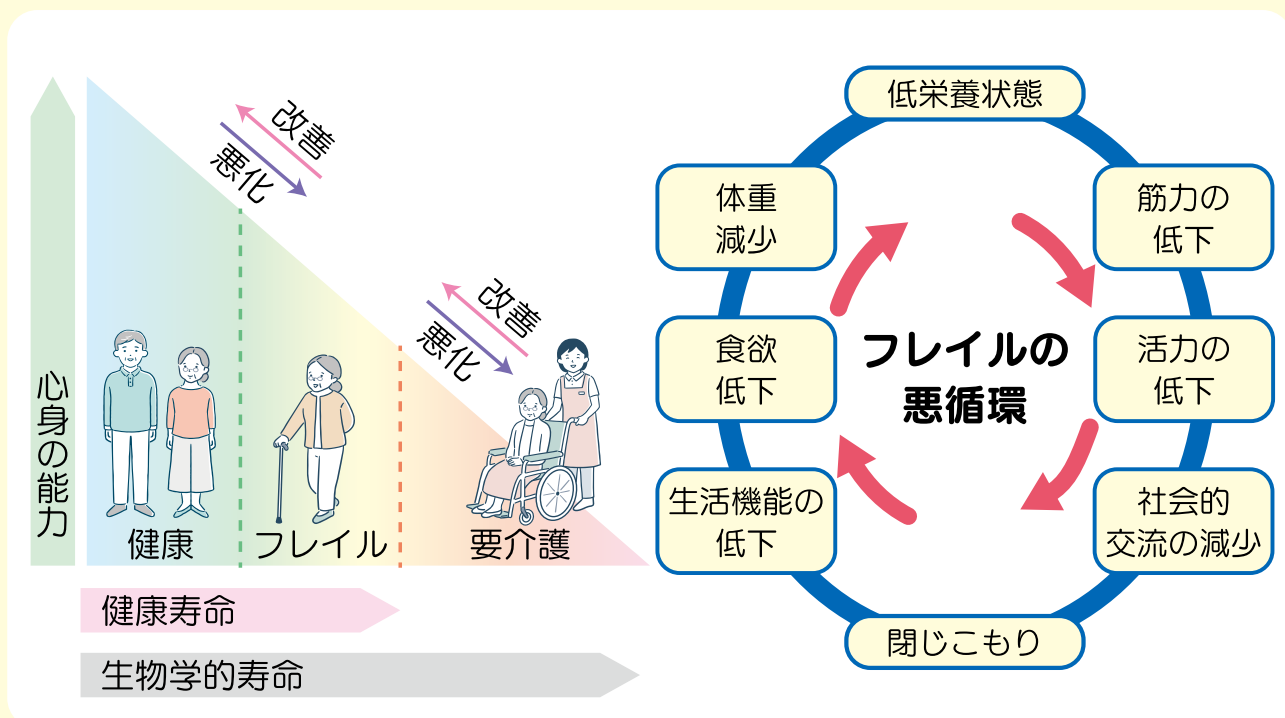 改善
悪化
改善
悪化
心身の能力
健康
フレイル
要介護
健康寿命
生物学的寿命
低栄養状態
筋力の
低下
活力の
低下
社会的
交流の減少
閉じこもり
生活機能の
低下
食欲
低下
体重
減少
フレイルの
悪循環